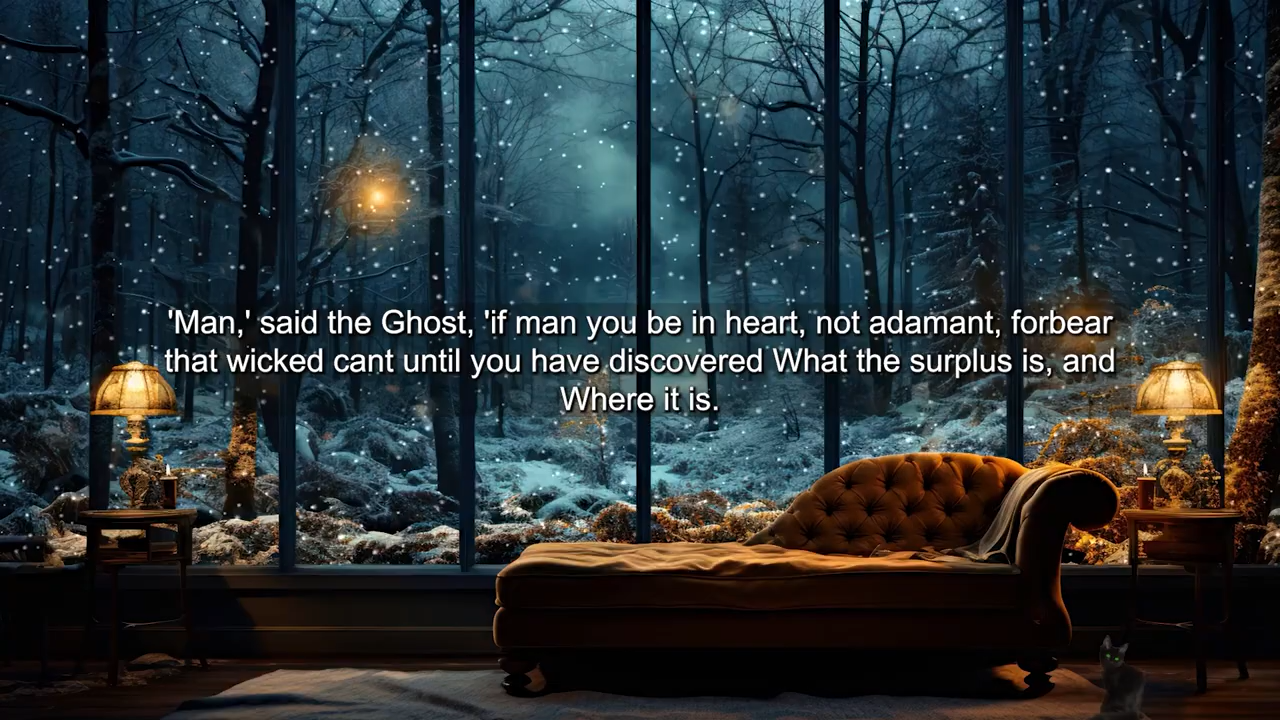 'Man,' said the Ghost, 'if man you be in heart, not adamant, forbear
that wicked cant until you have discovered What the surplus is, and
Where it is.